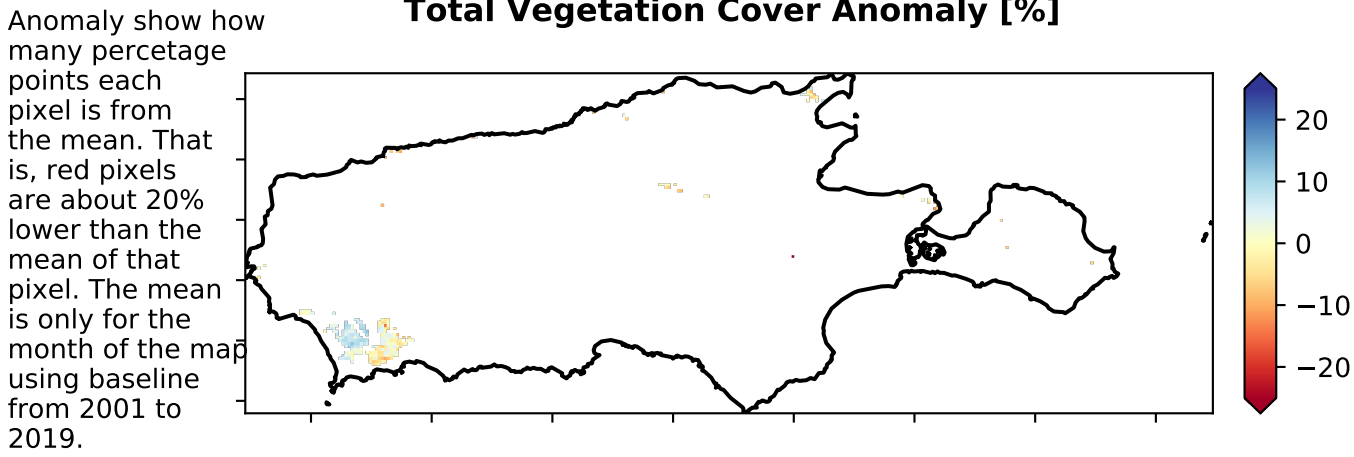 Total Vegetation Cover Anomaly [%]
Anomaly show how
many percetage
points each
pixel is from
the mean. That
is, red pixels
are about 20%
lower than the
mean of that
pixel. The mean
is only for the
month of the map
using baseline
from 2001 to
2019.
20
10
0
−10
−20